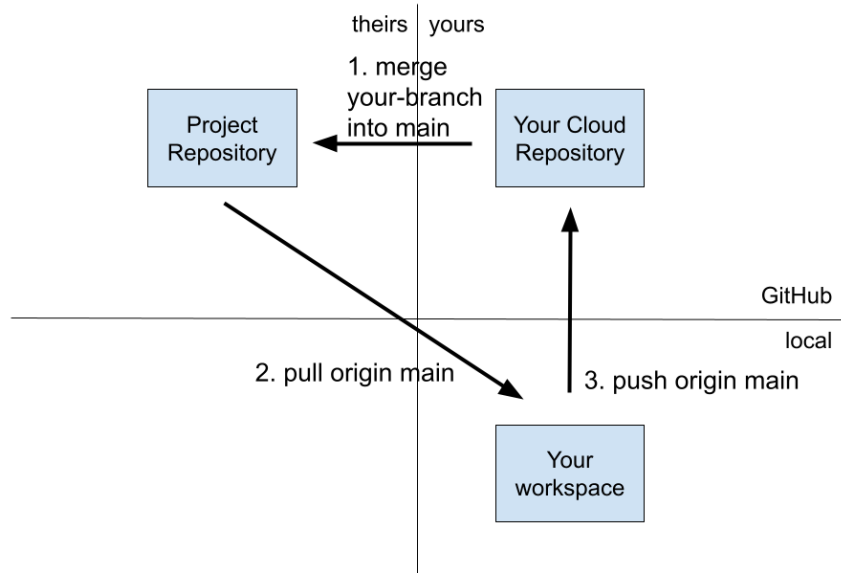 theirs
yours
1. merge
your-branch
into main
Project
Repository
Your Cloud
Repository
GitHub
local
2. pull origin main
3. push origin main
Your
workspace